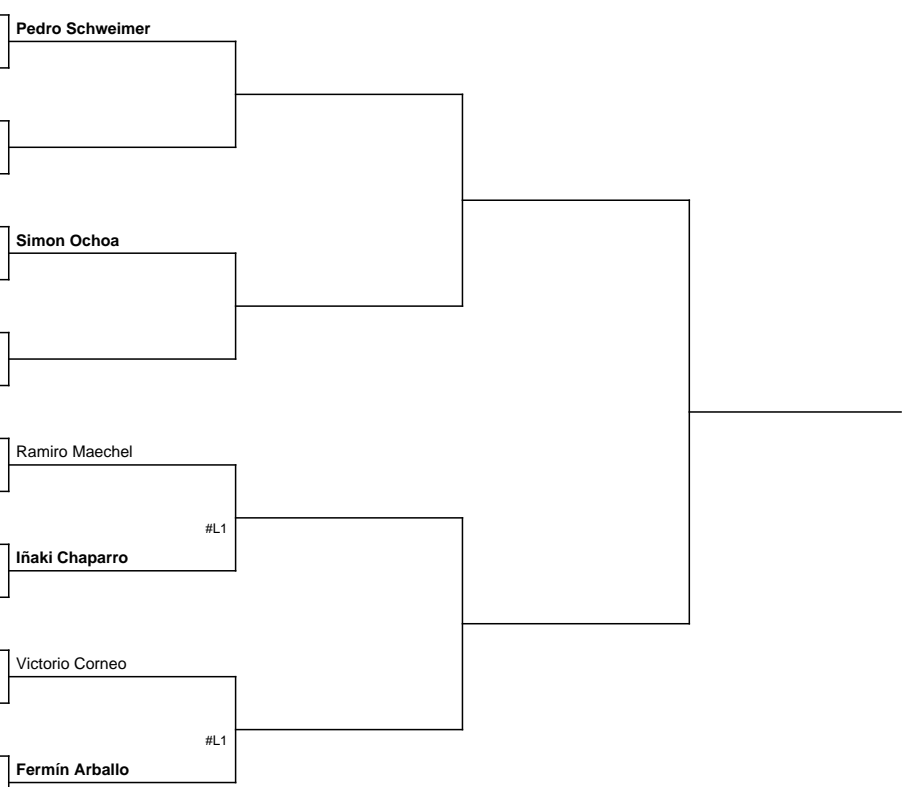 Pedro Schweimer
Simon Ochoa
Ramiro Maechel
#L1
Iñaki Chaparro
Victorio Corneo
#L1
Fermín Arballo